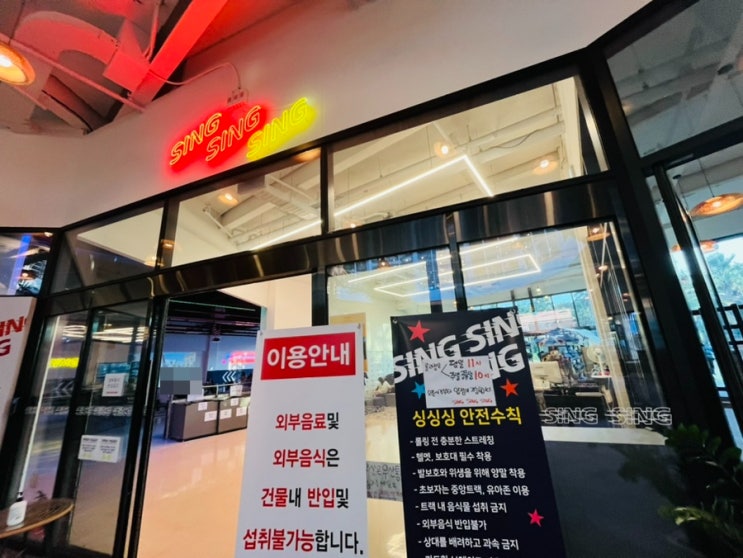 SING
SING
SING
이용안내
외부음료및
외부음식은
건물내 반입및
섭취불가능합니다.
SING SING
SING
평일 11시
10시
SING SING SING
싱싱싱 안전수칙
- 롤링 전 충분한 스트레칭
- 헬멧, 보호대 필수 착용
- 발보호와 위생을 위해 양말 착용
- 초보자는 중앙트랙, 유아존 이용
- 트랙 내 음식물 섭취 금지
- 외부음식 반입불가
- 상대를 배려하고 과속 금지
SING SING